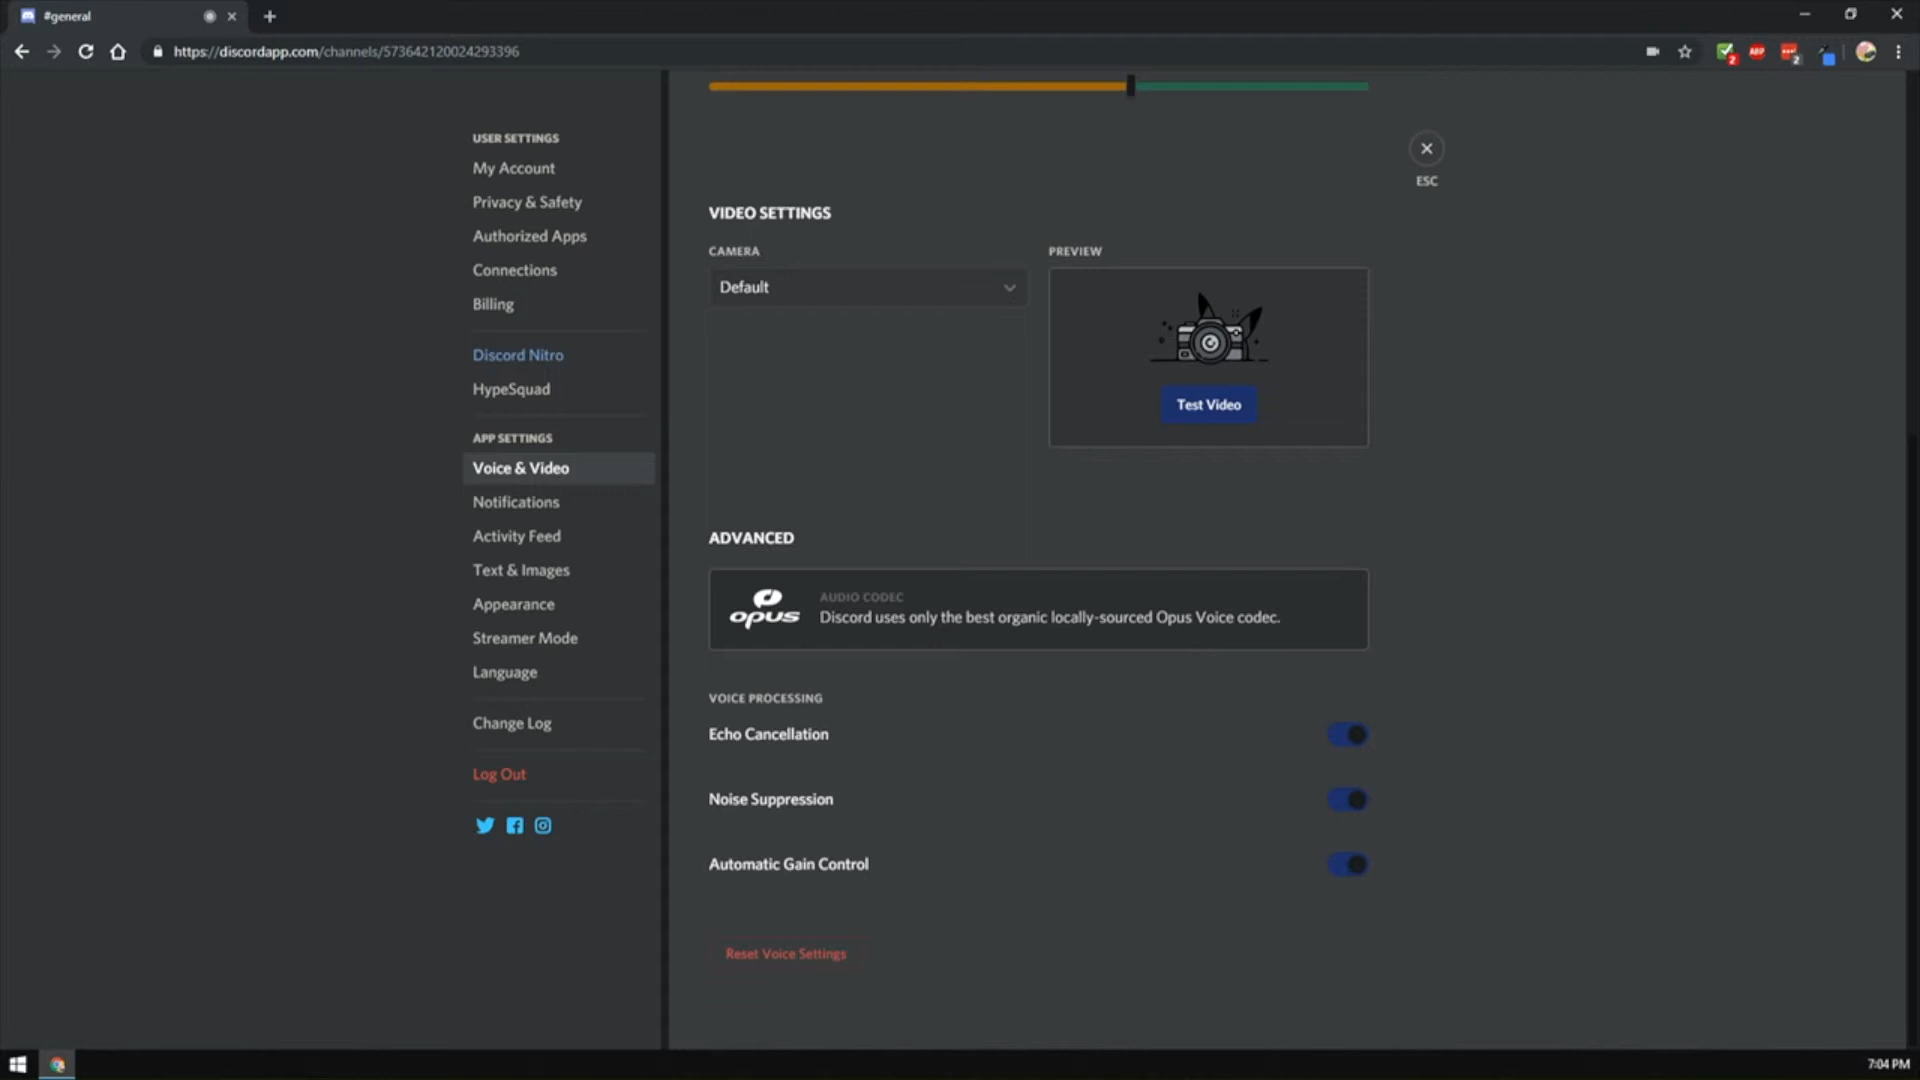 #general
https://discordapp.com/channels/573642120024293396
2
ABP
2
USER SETTINGS
My Account
Privacy & Safety
Authorized Apps
Connections
Billing
Discord Nitro
HypeSquad
APP SETTINGS
Voice & Video
Notifications
Activity Feed
Text & Images
Appearance
Streamer Mode
Language
Change Log
Log Out
ESC
VIDEO SETTINGS
CAMERA
Default
PREVIEW
Test Video
ADVANCED
opus
AUDIO CODEC
Discord uses only the best organic locally-sourced Opus Voice codec.
VOICE PROCESSING
Echo Cancellation
Noise Suppression
Automatic Gain Control
Reset Voice Settings
7:04 PM